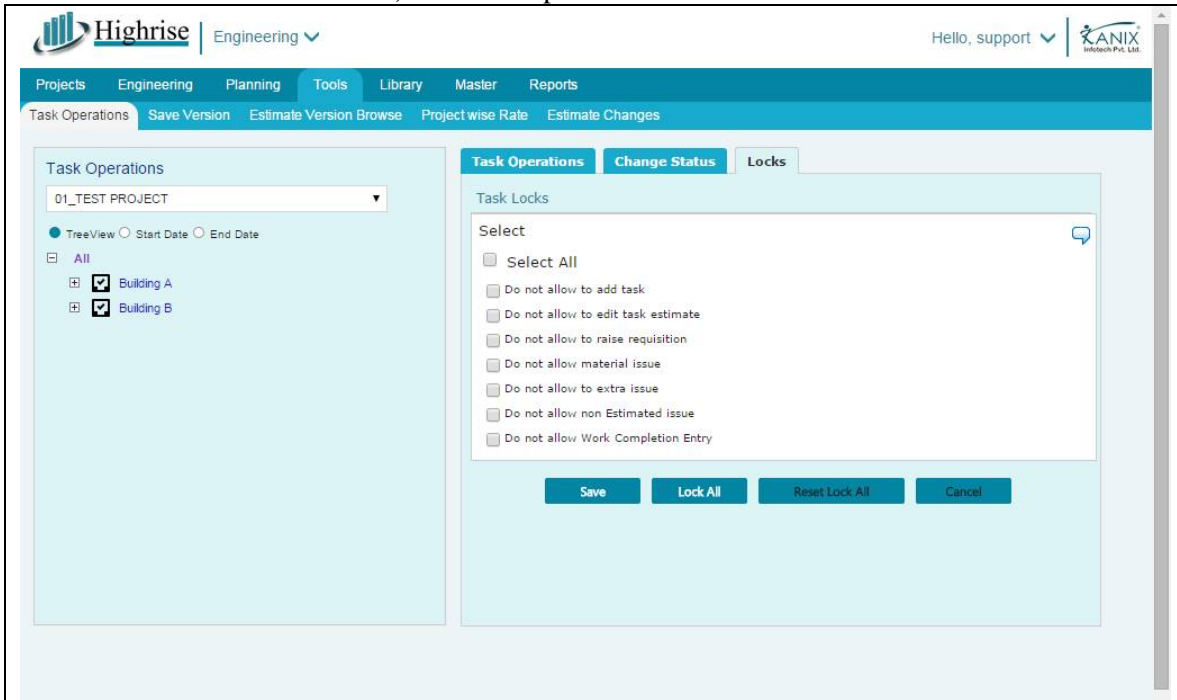 Highrise Engineering Hello, support KANIX
Infotech Pvt. Ltd.
Projects Engineering Planning Tools Library Master Reports
Task Operations Save Version Estimate Version Browse Project wise Rate Estimate Changes
Task Operations
01_TEST PROJECT
TreeView Start Date End Date
All
Building A
Building B
Task Operations Change Status Locks
Task Locks
Select
Select All
Do not allow to add task
Do not allow to edit task estimate
Do not allow to raise requisition
Do not allow material issue
Do not allow to extra issue
Do not allow non Estimated issue
Do not allow Work Completion Entry
Save Lock All Reset Lock All Cancel